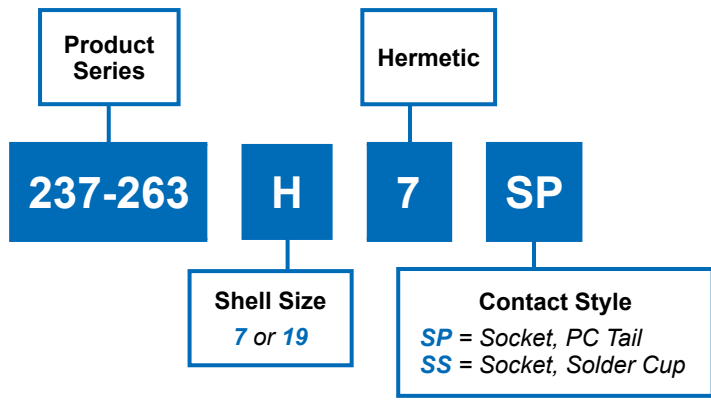 Product
Series
Hermetic
237-263 H 7 SP
Shell Size
7 or 19
Contact Style
SP = Socket, PC Tail
SS = Socket, Solder Cup